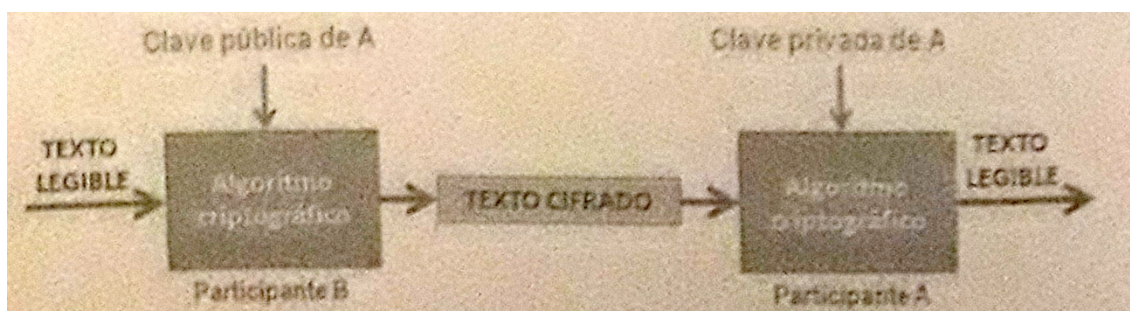 Clave pública de A
Clave privada de A
TEXTO
LEGIBLE
Algoritmo
criptográfico
TEXTO CIFRADO
Algoritmo
criptográfico
TEXTO
LEGIBLE
Participante B
Participante A